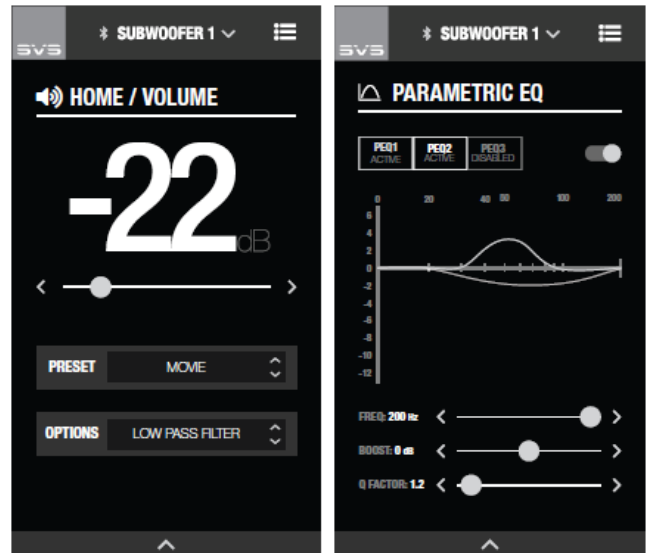 SVS
SUBWOOFER 1
HOME / VOLUME
-22 dB
PRESET MOVIE
OPTIONS LOW PASS FILTER
SVS
SUBWOOFER 1
PARAMETRIC EQ
PEQ1 PEQ2 PEQ3
ACTIVE ACTIVE DISABLED
0 20 40 50 100 200
6
4
2
0
-2
-4
-6
-8
-10
-12
FREQ: 200 Hz
BOOST: 0 dB
Q FACTOR: 1.2